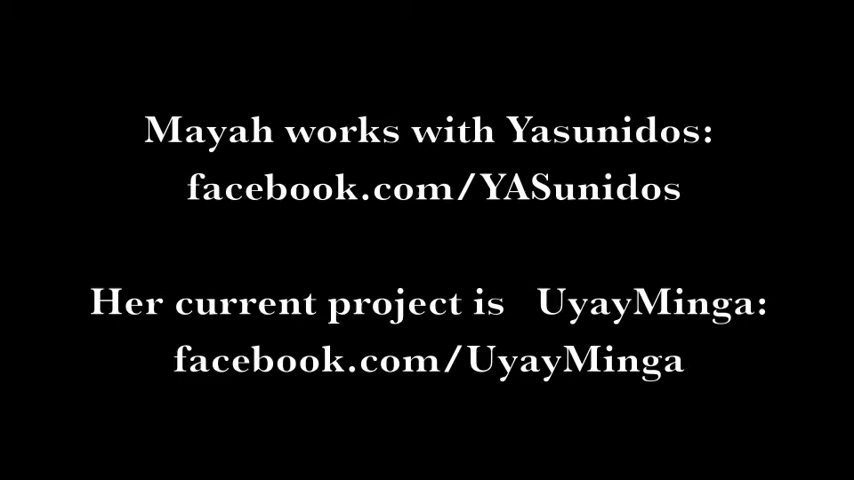 Mayah works with Yasunidos:
facebook.com/YASunidos
Her current project is UyayMinga:
facebook.com/UyayMinga